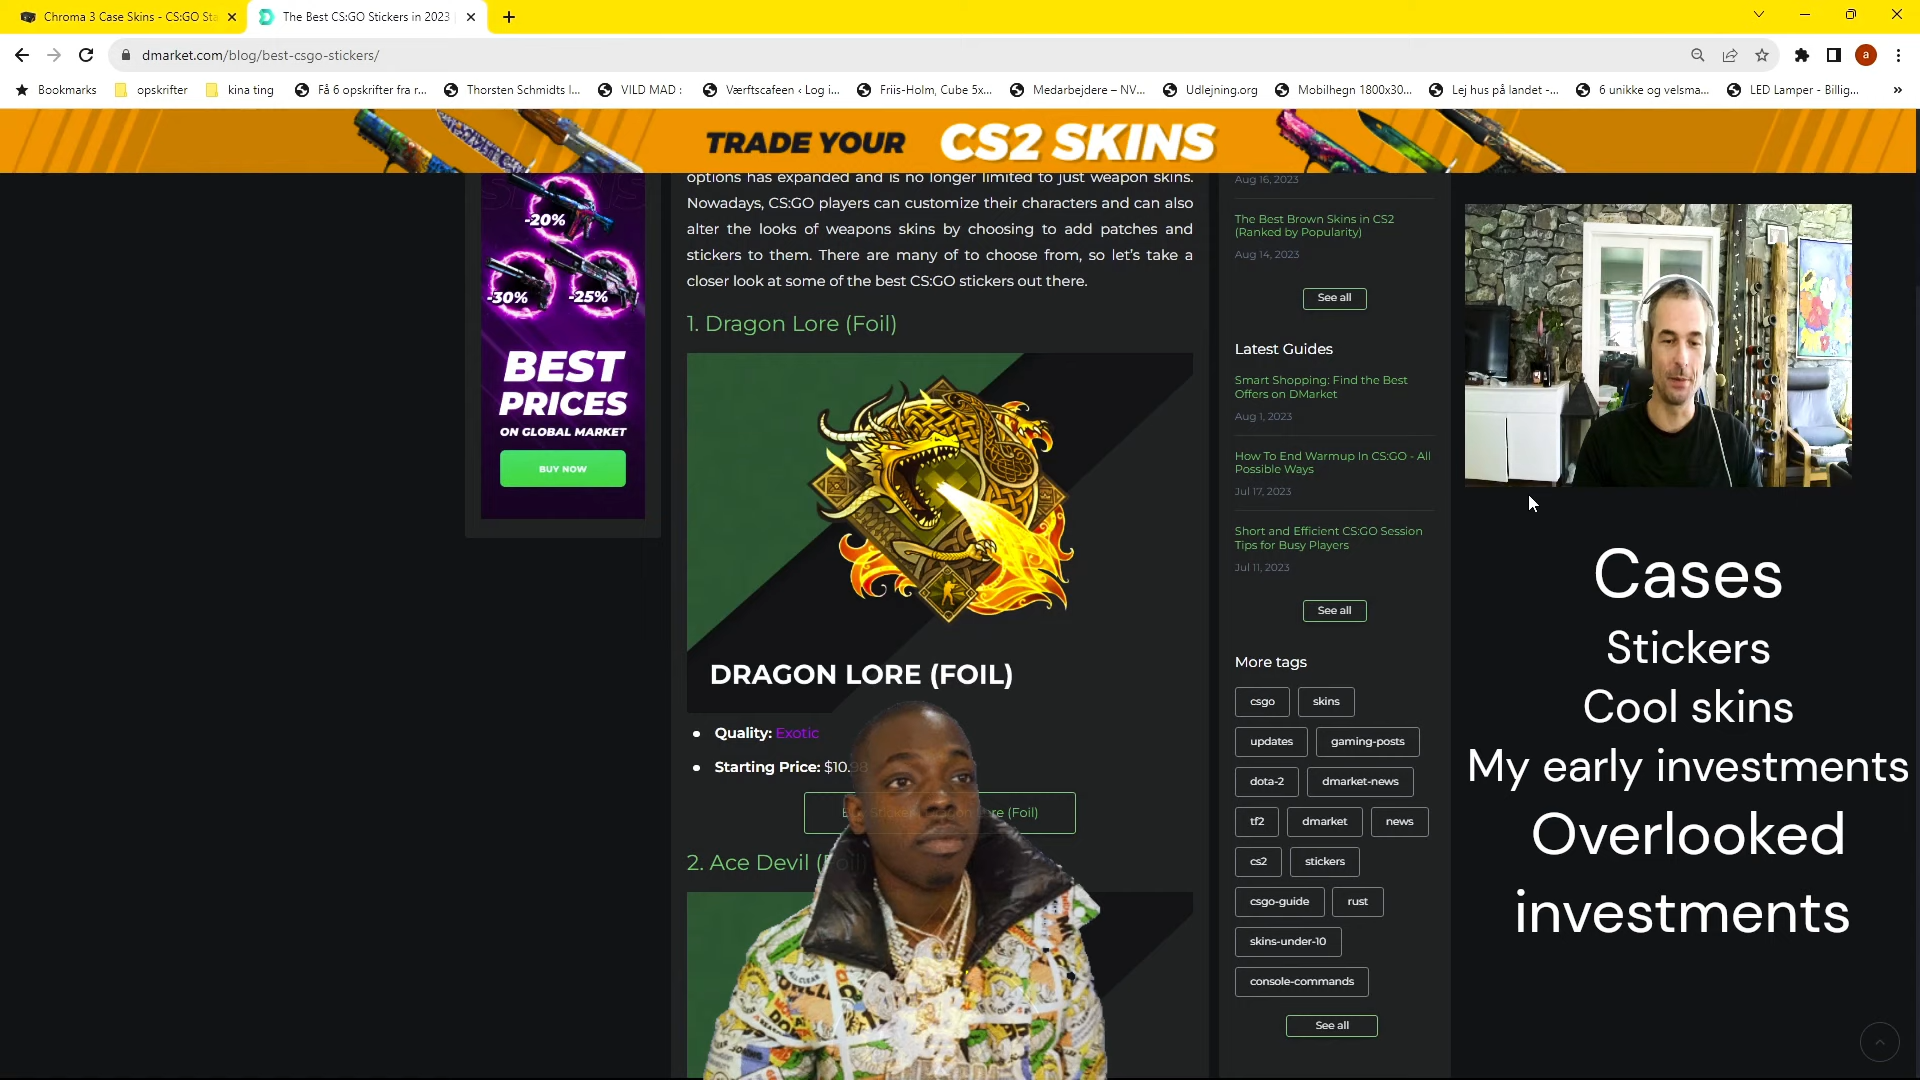 Chroma 3 Case Skins - CS:GO Sta
The Best CS:GO Stickers in 2023
dmarket.com/blog/best-csgo-stickers/
a
Bookmarks
opskrifter
kina ting
Få 6 opskrifter fra r...
Thorsten Schmidts l...
VILD MAD :
Værftscafeen ‹ Log i...
Friis-Holm, Cube 5x...
Medarbejdere – NV...
Udlejning.org
Mobilhegn 1800x30...
Lej hus på landet -...
6 unikke og velsma...
LED Lamper - Billig...
»
TRADE YOUR CS2 SKINS
-20%
-30%
-25%
BEST
PRICES
ON GLOBAL MARKET
BUY NOW
options has expanded and is no longer limited to just weapon skins.
Nowadays, CS:GO players can customize their characters and can also
alter the looks of weapons skins by choosing to add patches and
stickers to them. There are many of to choose from, so let's take a
closer look at some of the best CS:GO stickers out there.
1. Dragon Lore (Foil)
DRAGON LORE (FOIL)
Quality: Exotic
Starting Price: $10.98
2. Ace Devil (Foil)
Aug 16, 2023
The Best Brown Skins in CS2
(Ranked by Popularity)
Aug 14, 2023
See all
Latest Guides
Smart Shopping: Find the Best
Offers on DMarket
Aug 1, 2023
How To End Warmup In CS:GO - All
Possible Ways
Jul 17, 2023
Short and Efficient CS:GO Session
Tips for Busy Players
Jul 11, 2023
See all
More tags
csgo
skins
updates
gaming-posts
dota-2
dmarket-news
tf2
dmarket
news
cs2
stickers
csgo-guide
rust
skins-under-10
console-commands
See all
Cases
Stickers
Cool skins
My early investments
Overlooked
investments